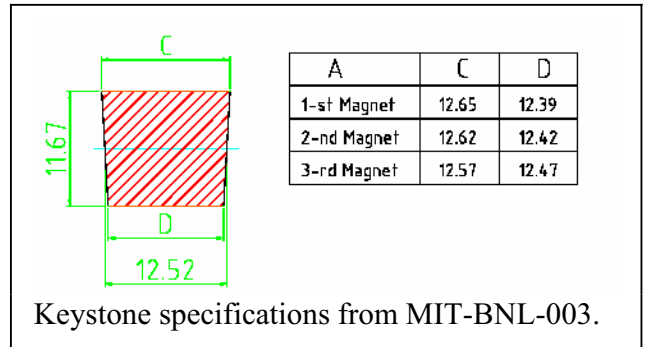 C
11.67
D
12.52
A C D
1-st Magnet 12.65 12.39
2-nd Magnet 12.62 12.42
3-rd Magnet 12.57 12.47
Keystone specifications from MIT-BNL-003.